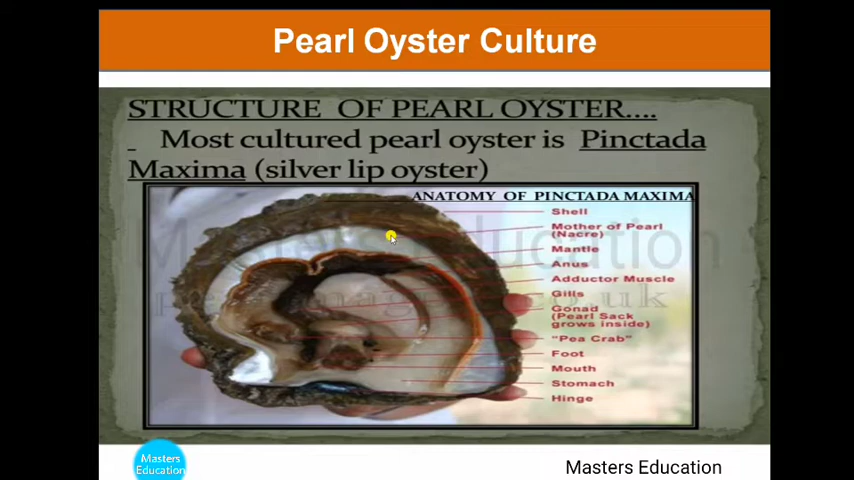 Pearl Oyster Culture
STRUCTURE OF PEARL OYSTER....
Most cultured pearl oyster is Pinctada
Maxima (silver lip oyster)
ANATOMY OF PINCTADA MAXIMA
Shell
Mother of Pearl
(Nacre)
Mantle
Anus
Adductor Muscle
Gills
Gonad
(Pearl Sack
grows inside)
"Pea Crab"
Foot
Mouth
Stomach
Hinge
Masters
Education
Masters Education